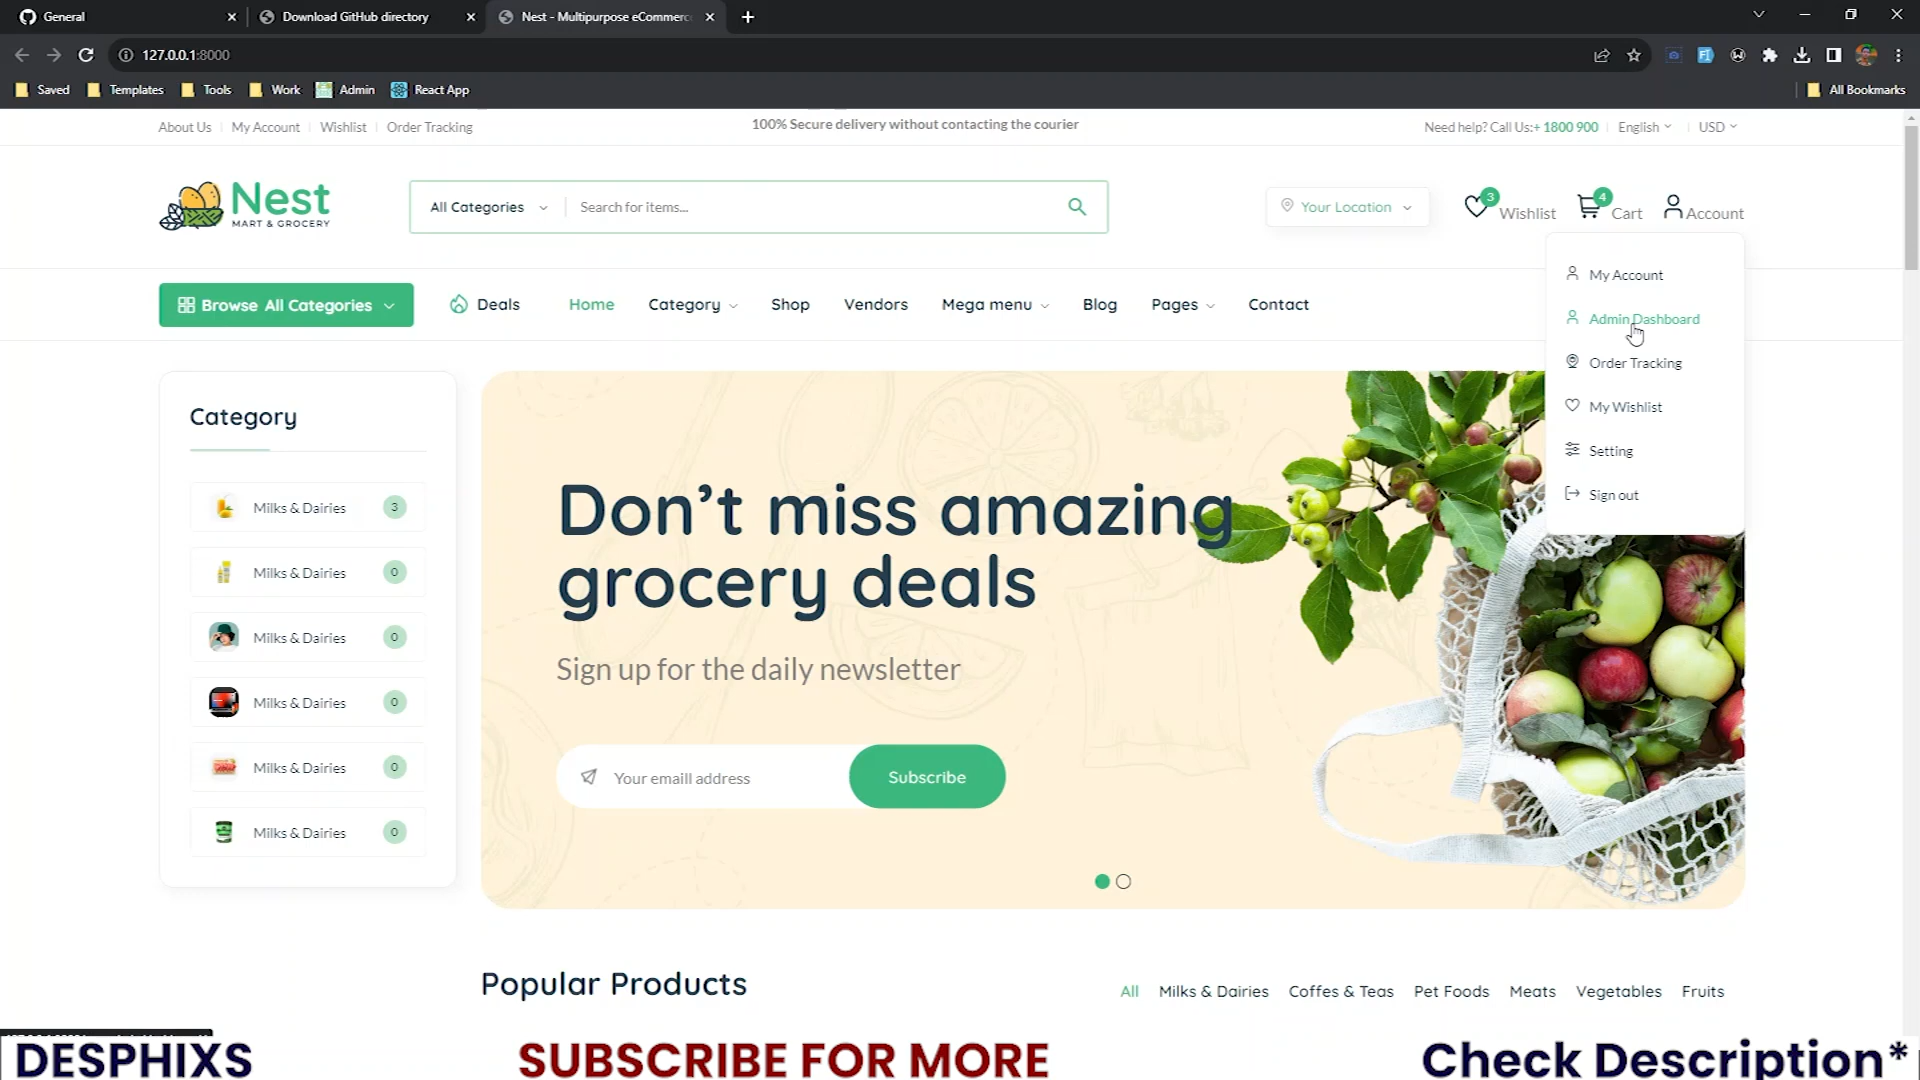 General
Download GitHub directory
Nest - Multipurpose eCommerc
127.0.0.1:8000
Saved
Templates
Tools
Work
Admin
React App
All Bookmarks
About Us
My Account
Wishlist
Order Tracking
100% Secure delivery without contacting the courier
Need help? Call Us:+ 1800 900
English
USD
Nest
MART & GROCERY
All Categories
Search for items...
Your Location
3
Wishlist
4
Cart
Account
My Account
Admin Dashboard
Order Tracking
My Wishlist
Setting
Sign out
Browse All Categories
Deals
Home
Category
Shop
Vendors
Mega menu
Blog
Pages
Contact
Category
Milks & Dairies 3
Milks & Dairies 0
Milks & Dairies 0
Milks & Dairies 0
Milks & Dairies 0
Milks & Dairies 0
Don’t miss amazing
grocery deals
Sign up for the daily newsletter
Your emaill address
Subscribe
Popular Products
All
Milks & Dairies
Coffes & Teas
Pet Foods
Meats
Vegetables
Fruits
DESPHIXS
SUBSCRIBE FOR MORE
Check Description*